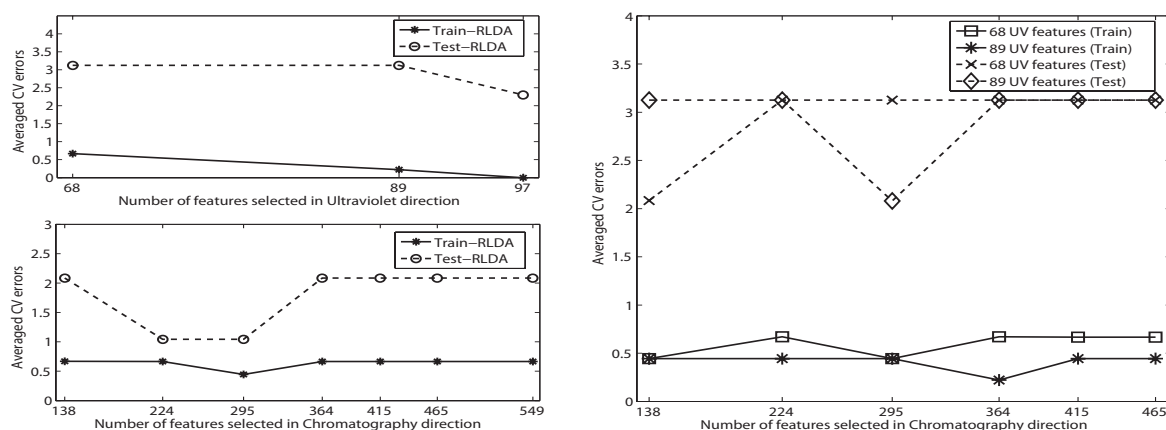 4
3.5
3
2.5
2
1.5
1
0.5
0
Averaged CV errors
Train−RLDA
Test−RLDA
68
89
97
Number of features selected in Ultraviolet direction
3
2.5
2
1.5
1
0.5
0
Averaged CV errors
Train−RLDA
Test−RLDA
138 224 295 364 415 465 549
Number of features selected in Chromatography direction
4
3.5
3
2.5
2
1.5
1
0.5
0
Averaged CV errors
68 UV features (Train)
89 UV features (Train)
68 UV features (Test)
89 UV features (Test)
138 224 295 364 415 465
Number of features selected in Chromatography direction